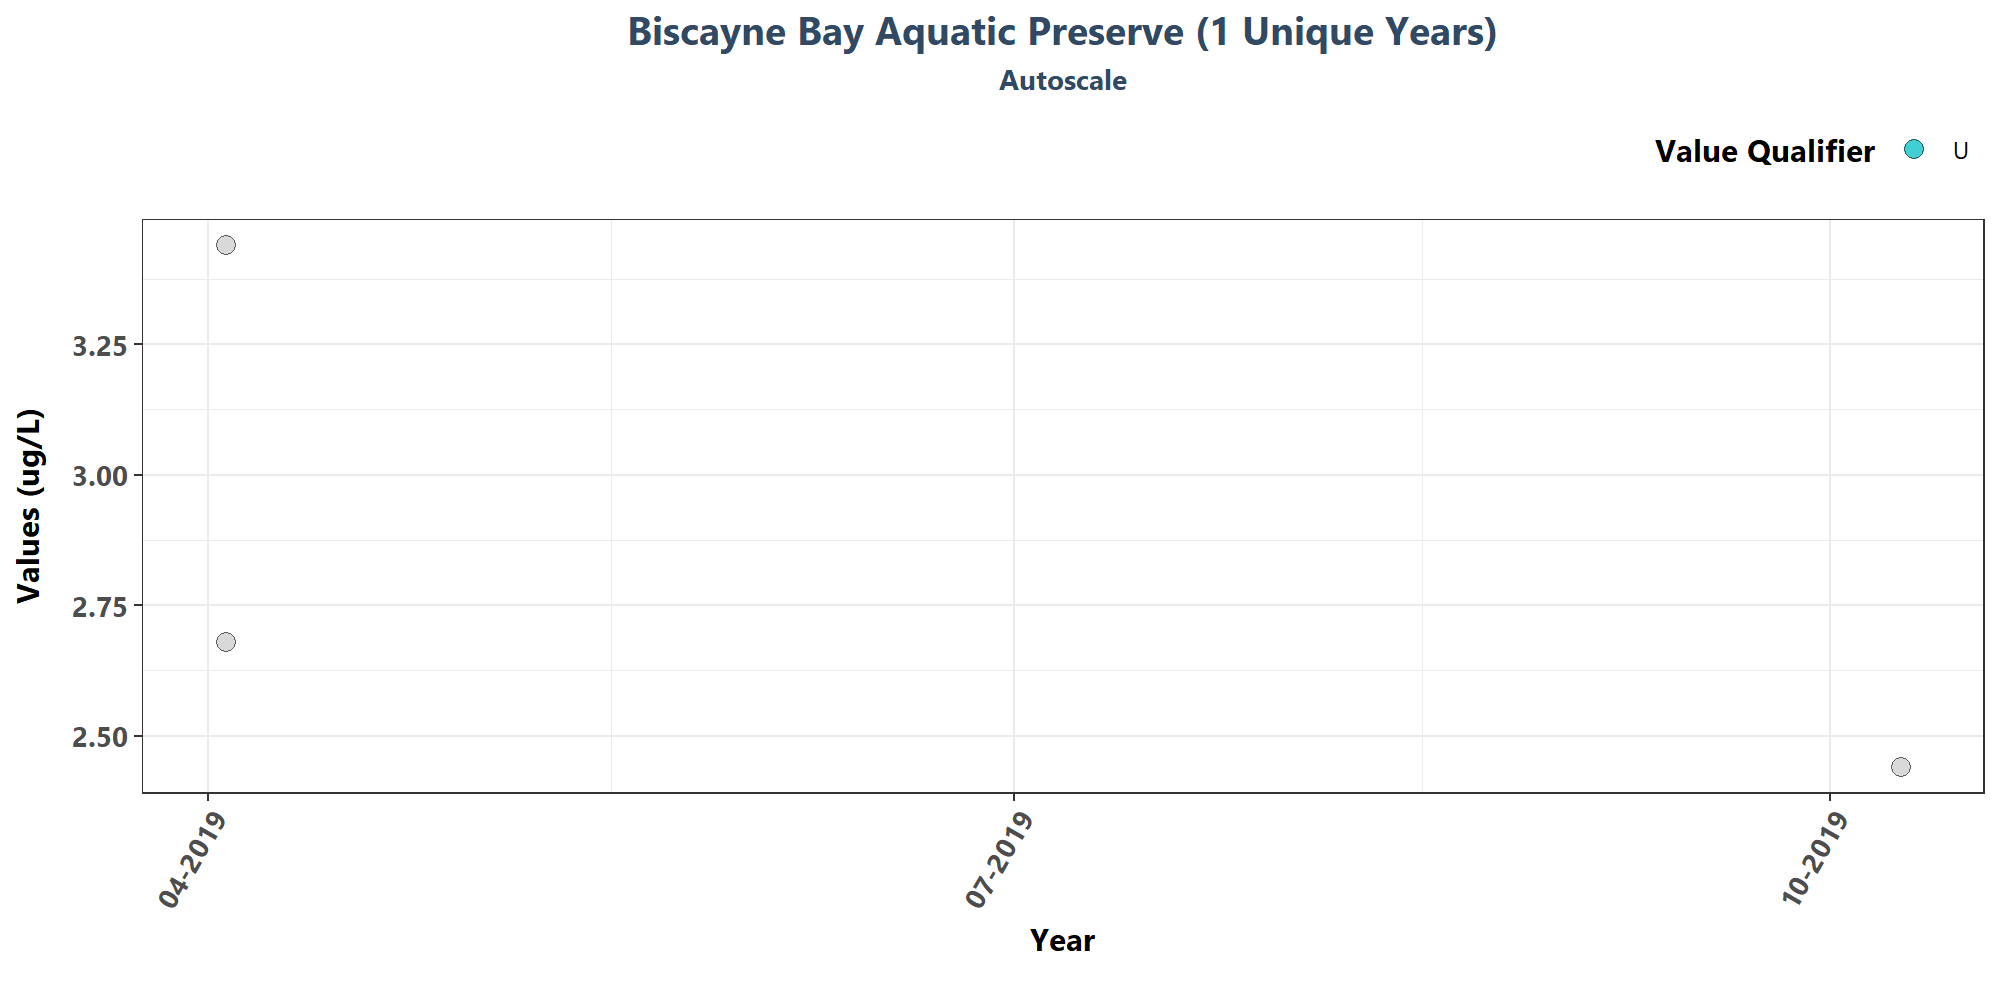 Biscayne Bay Aquatic Preserve (1 Unique Years)
Autoscale
Value Qualifier U
Values (ug/L)
3.25
3.00
2.75
2.50
04-2019
07-2019
10-2019
Year